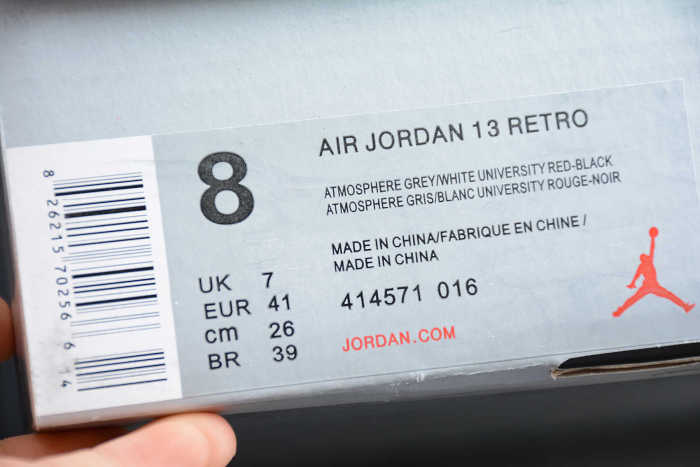 8 26215 70256 6 4
8
UK 7
EUR 41
cm 26
BR 39
AIR JORDAN 13 RETRO
ATMOSPHERE GREY/WHITE UNIVERSITY RED-BLACK
ATMOSPHERE GRIS/BLANC UNIVERSITY ROUGE-NOIR
MADE IN CHINA/FABRIQUE EN CHINE /
MADE IN CHINA
414571 016
JORDAN.COM